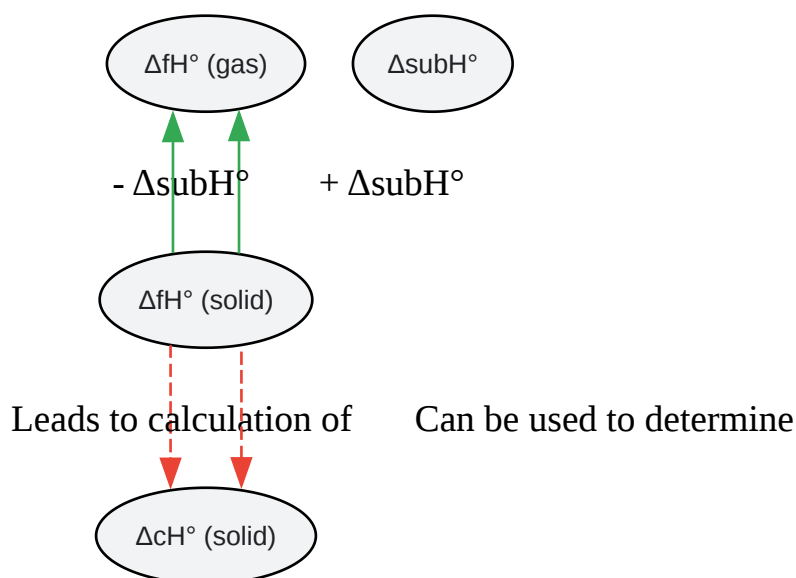 ΔfH° (gas)
ΔsubH°
- ΔsubH°
+ ΔsubH°
ΔfH° (solid)
Leads to calculation of
Can be used to determine
ΔcH° (solid)